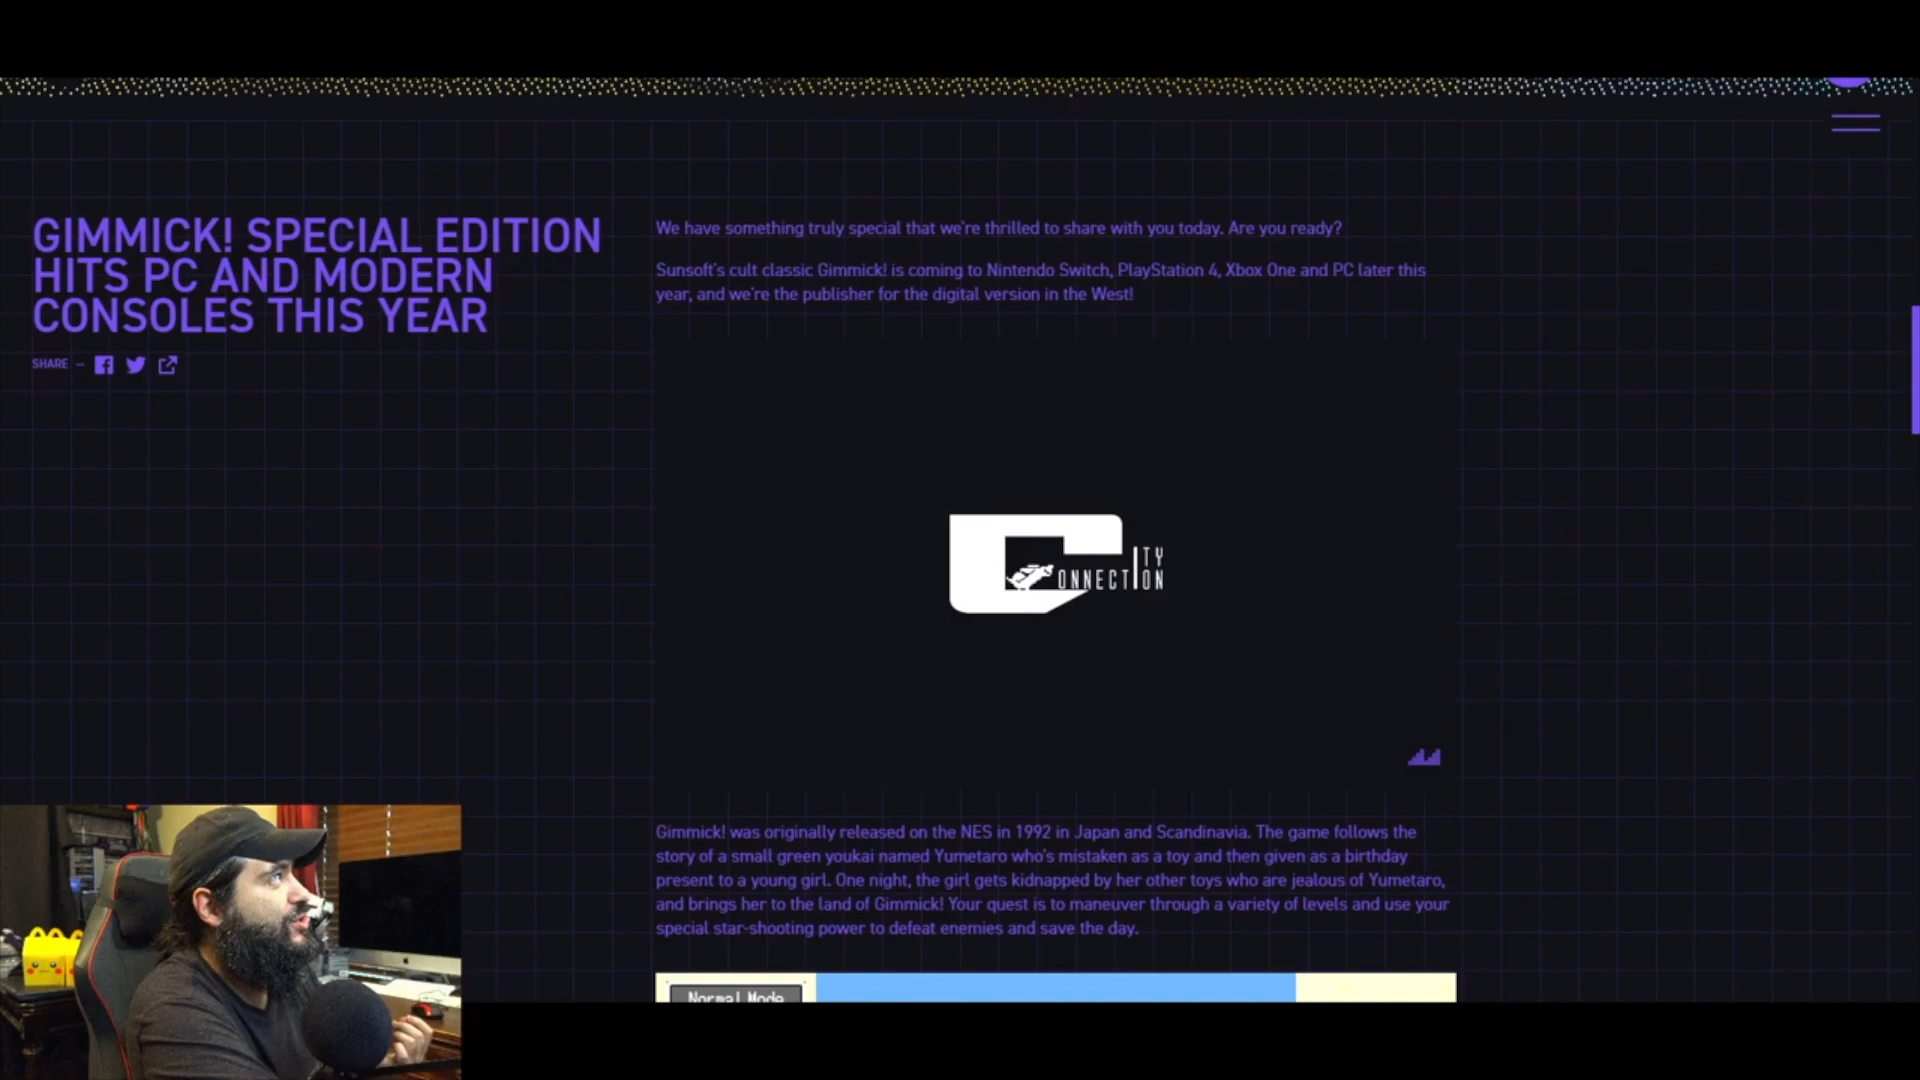 GIMMICK! SPECIAL EDITION
HITS PC AND MODERN
CONSOLES THIS YEAR
SHARE –
We have something truly special that we're thrilled to share with you today. Are you ready?
Sunsoft's cult classic Gimmick! is coming to Nintendo Switch, PlayStation 4, Xbox One and PC later this
year, and we're the publisher for the digital version in the West!
CITY
CONNECTION
Gimmick! was originally released on the NES in 1992 in Japan and Scandinavia. The game follows the
story of a small green youkai named Yumetaro who's mistaken as a toy and then given as a birthday
present to a young girl. One night, the girl gets kidnapped by her other toys who are jealous of Yumetaro,
and brings her to the land of Gimmick! Your quest is to maneuver through a variety of levels and use your
special star-shooting power to defeat enemies and save the day.
Normal Mode